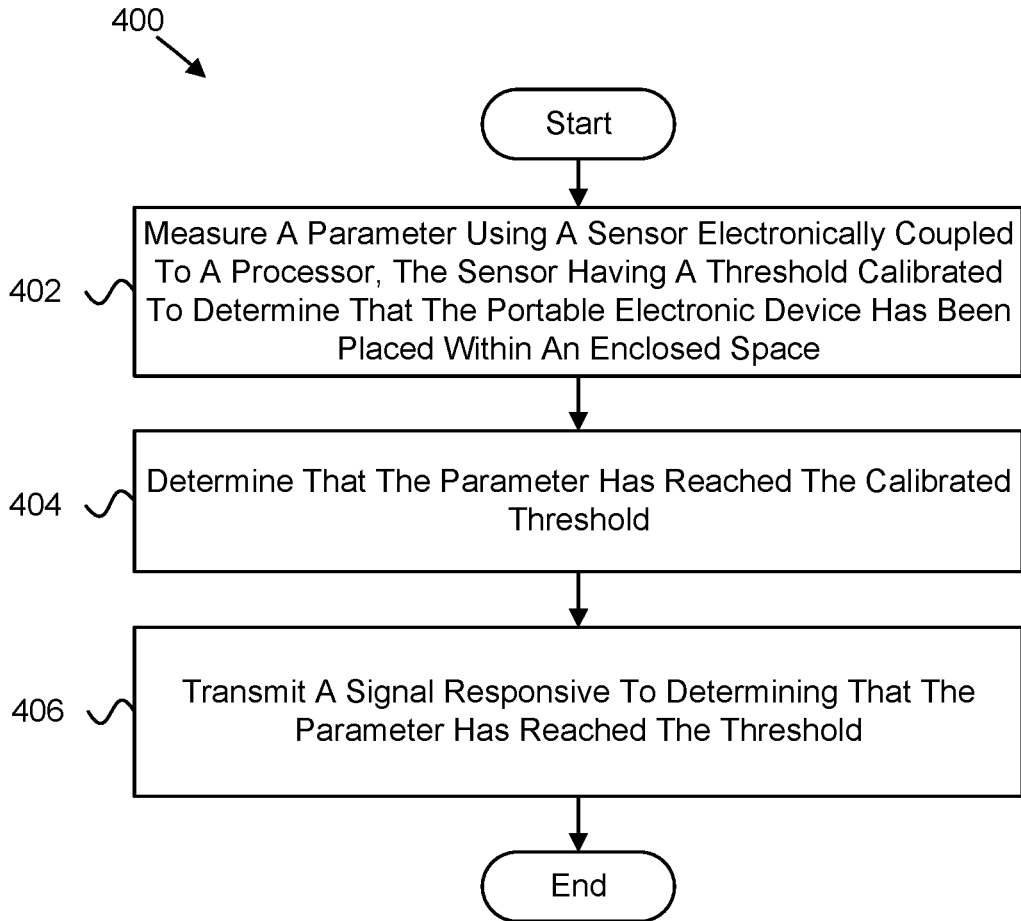 400
Start
402
Measure A Parameter Using A Sensor Electronically Coupled
To A Processor, The Sensor Having A Threshold Calibrated
To Determine That The Portable Electronic Device Has Been
Placed Within An Enclosed Space
404
Determine That The Parameter Has Reached The Calibrated
Threshold
406
Transmit A Signal Responsive To Determining That The
Parameter Has Reached The Threshold
End